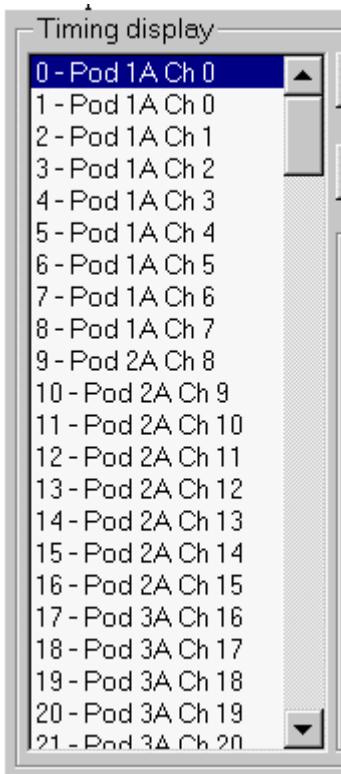 Timing display
0 - Pod 1A Ch 0
1 - Pod 1A Ch 0
2 - Pod 1A Ch 1
3 - Pod 1A Ch 2
4 - Pod 1A Ch 3
5 - Pod 1A Ch 4
6 - Pod 1A Ch 5
7 - Pod 1A Ch 6
8 - Pod 1A Ch 7
9 - Pod 2A Ch 8
10 - Pod 2A Ch 9
11 - Pod 2A Ch 10
12 - Pod 2A Ch 11
13 - Pod 2A Ch 12
14 - Pod 2A Ch 13
15 - Pod 2A Ch 14
16 - Pod 2A Ch 15
17 - Pod 3A Ch 16
18 - Pod 3A Ch 17
19 - Pod 3A Ch 18
20 - Pod 3A Ch 19
21 - Pod 3A Ch 20